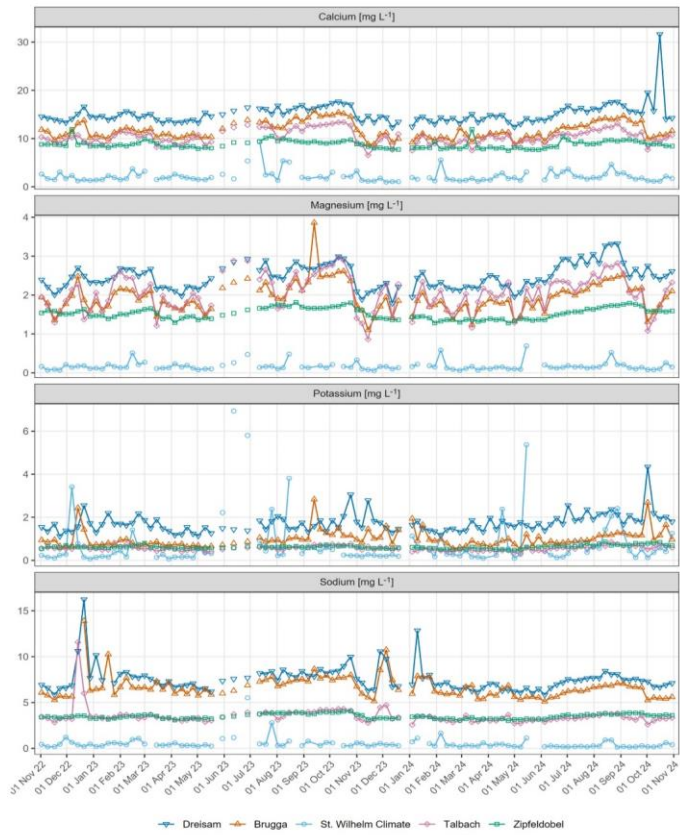 Calcium [mg L-1]
30
20
10
0
Magnesium [mg L-1]
4
3
2
1
0
Potassium [mg L-1]
6
4
2
0
Sodium [mg L-1]
15
10
5
0
01 Nov 22
01 Dec 22
01 Jan 23
01 Feb 23
01 Mar 23
01 Apr 23
01 May 23
01 Jun 23
01 Jul 23
01 Aug 23
01 Sep 23
01 Oct 23
01 Nov 23
01 Dec 23
01 Jan 24
01 Feb 24
01 Mar 24
01 Apr 24
01 May 24
01 Jun 24
01 Jul 24
01 Aug 24
01 Sep 24
01 Oct 24
01 Nov 24
Dreisam Brugga St. Wilhelm Climate Talbach Zipfeldobel